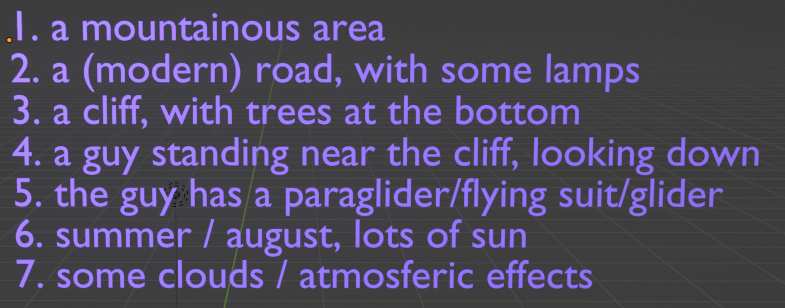 1. a mountainous area
2. a (modern) road, with some lamps
3. a cliff, with trees at the bottom
4. a guy standing near the cliff, looking down
5. the guy has a paraglider/flying suit/glider
6. summer / august, lots of sun
7. some clouds / atmosferic effects